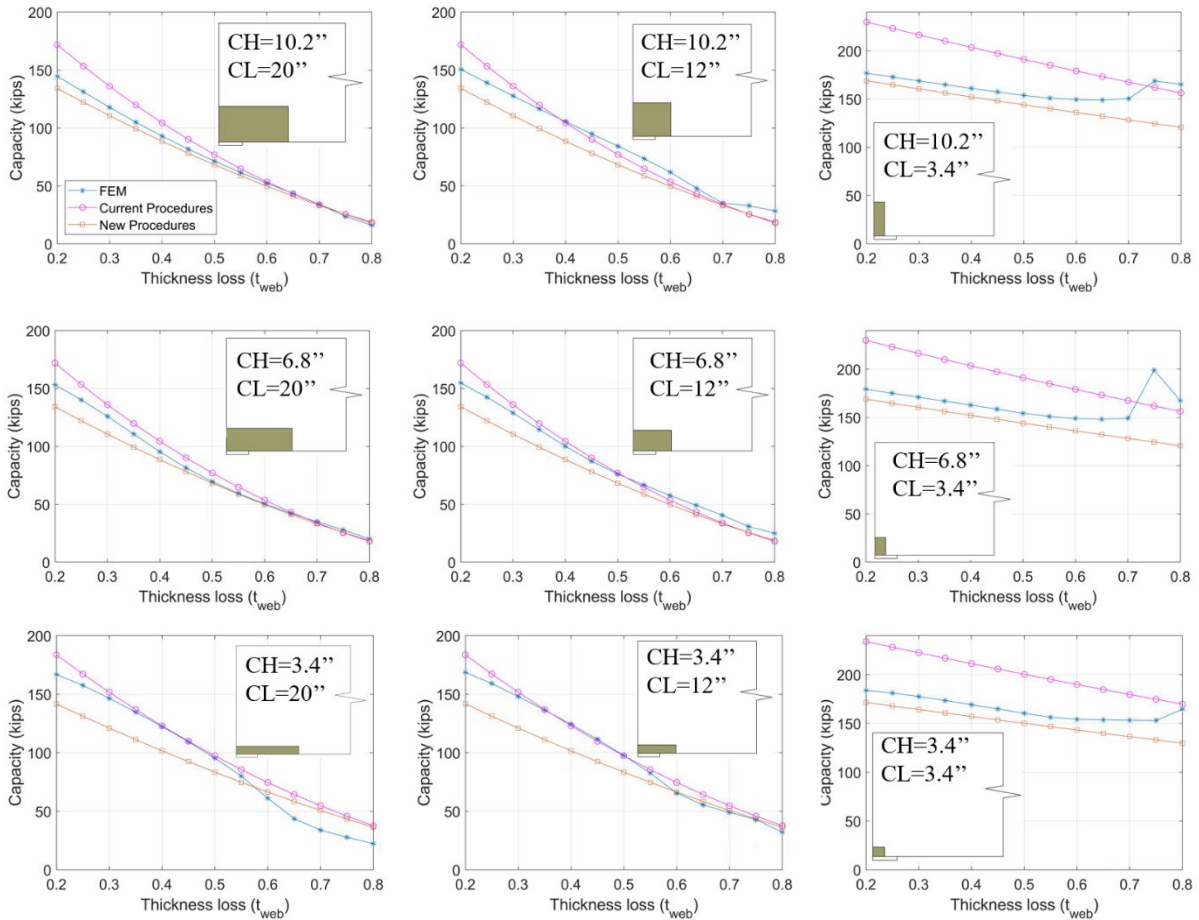 200
150
100
50
0
Capacity (kips)
CH=10.2’’
CL=20’’
FEM
Current Procedures
New Procedures
0.2 0.3 0.4 0.5 0.6 0.7 0.8
Thickness loss (t_web)
200
150
100
50
0
Capacity (kips)
CH=10.2’’
CL=12’’
0.2 0.3 0.4 0.5 0.6 0.7 0.8
Thickness loss (t_web)
200
150
100
50
0
Capacity (kips)
CH=10.2’’
CL=3.4’’
0.2 0.3 0.4 0.5 0.6 0.7 0.8
Thickness loss (t_web)
200
150
100
50
0
Capacity (kips)
CH=6.8’’
CL=20’’
0.2 0.3 0.4 0.5 0.6 0.7 0.8
Thickness loss (t_web)
200
150
100
50
0
Capacity (kips)
CH=6.8’’
CL=12’’
0.2 0.3 0.4 0.5 0.6 0.7 0.8
Thickness loss (t_web)
200
150
100
50
0
Capacity (kips)
CH=6.8’’
CL=3.4’’
0.2 0.3 0.4 0.5 0.6 0.7 0.8
Thickness loss (t_web)
200
150
100
50
0
Capacity (kips)
CH=3.4’’
CL=20’’
0.2 0.3 0.4 0.5 0.6 0.7 0.8
Thickness loss (t_web)
200
150
100
50
0
Capacity (kips)
CH=3.4’’
CL=12’’
0.2 0.3 0.4 0.5 0.6 0.7 0.8
Thickness loss (t_web)
200
150
100
50
0
Capacity (kips)
CH=3.4’’
CL=3.4’’
0.2 0.3 0.4 0.5 0.6 0.7 0.8
Thickness loss (t_web)